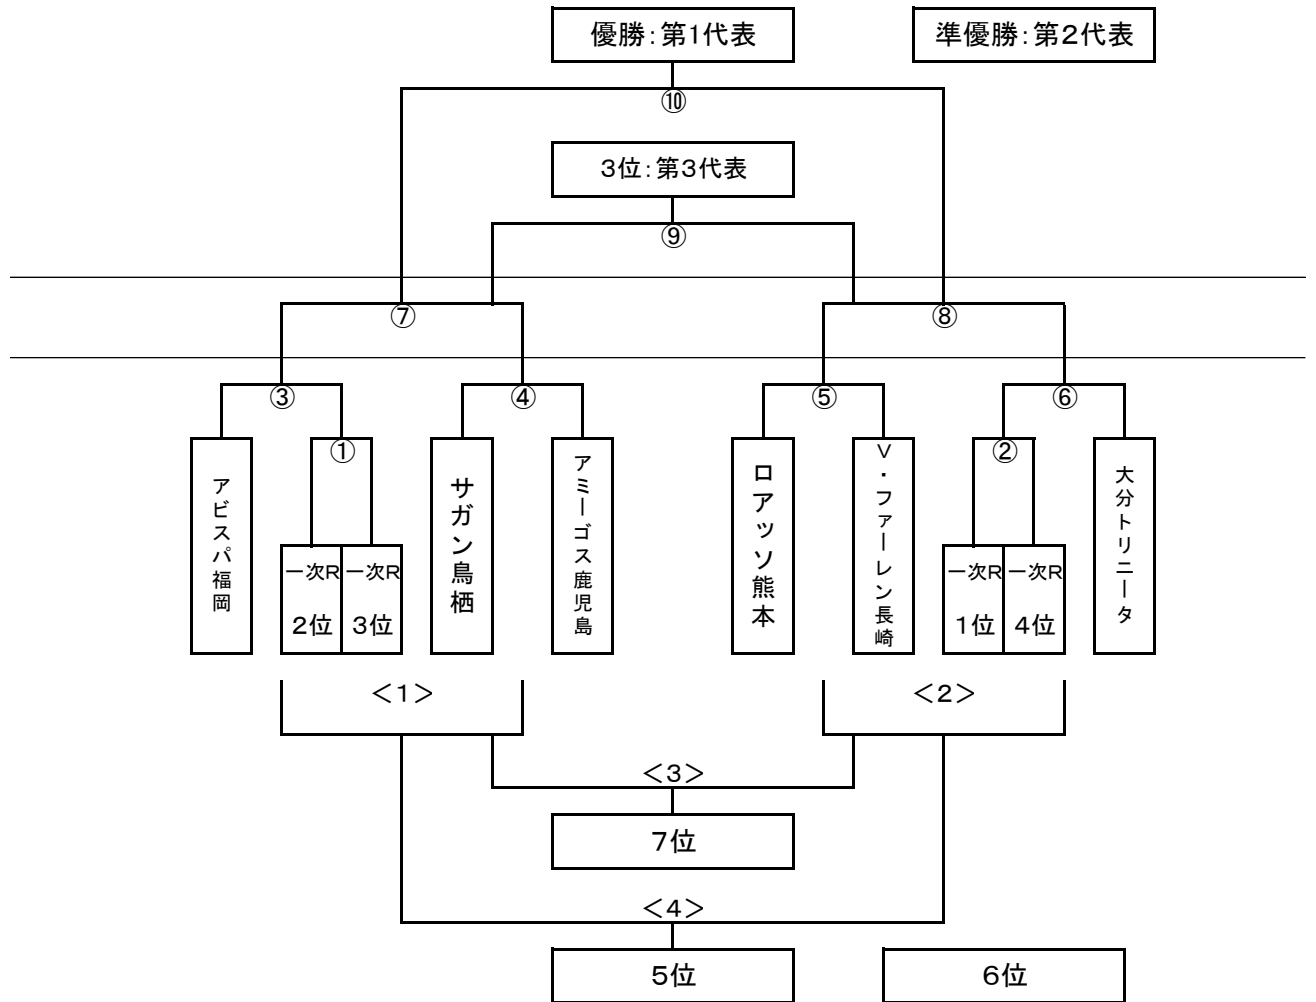 優勝：第1代表
準優勝：第2代表
⑩
3位：第3代表
⑨
⑦
⑧
③
④
⑤
⑥
アビスパ福岡
①
サガン鳥栖
アミーゴス鹿児島
ロアッソ熊本
V・ファーレン長崎
②
大分トリニータ
一次R
2位
一次R
3位
一次R
1位
一次R
4位
＜1＞
＜2＞
＜3＞
7位
＜4＞
5位
6位